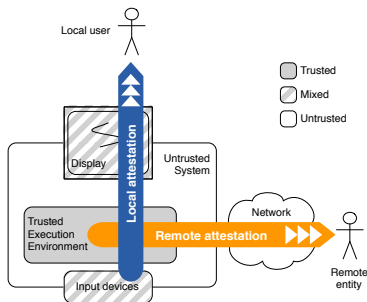 Local user
Trusted
Mixed
Untrusted
Display
Untrusted
System
Local attestation
Trusted
Execution
Environment
Network
Remote attestation
Input devices
Remote
entity